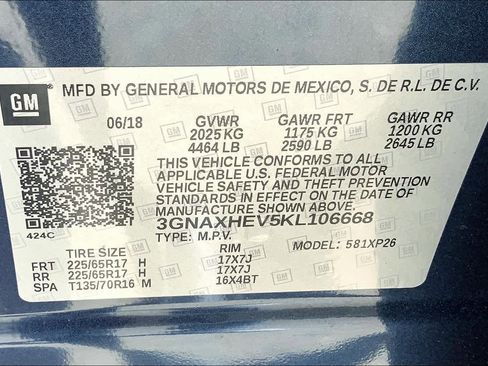 GM MFD BY GENERAL MOTORS DE MEXICO, S. DE R.L. DE C.V.
06/18 GVWR GAWR FRT GAWR RR
2025 KG 1175 KG 1200 KG
4464 LB 2590 LB 2645 LB
THIS VEHICLE CONFORMS TO ALL
APPLICABLE U.S. FEDERAL MOTOR
VEHICLE SAFETY AND THEFT PREVENTION
STANDARDS IN EFFECT ON THE DATE OF
MANUFACTURE SHOWN ABOVE.
3GNAXHEV5KL106668
424C TYPE: M.P.V. MODEL: 581XP26
TIRE SIZE RIM
FRT 225/65R17 H 17X7J
RR 225/65R17 H 17X7J
SPA T135/70R16 M 16X4BT